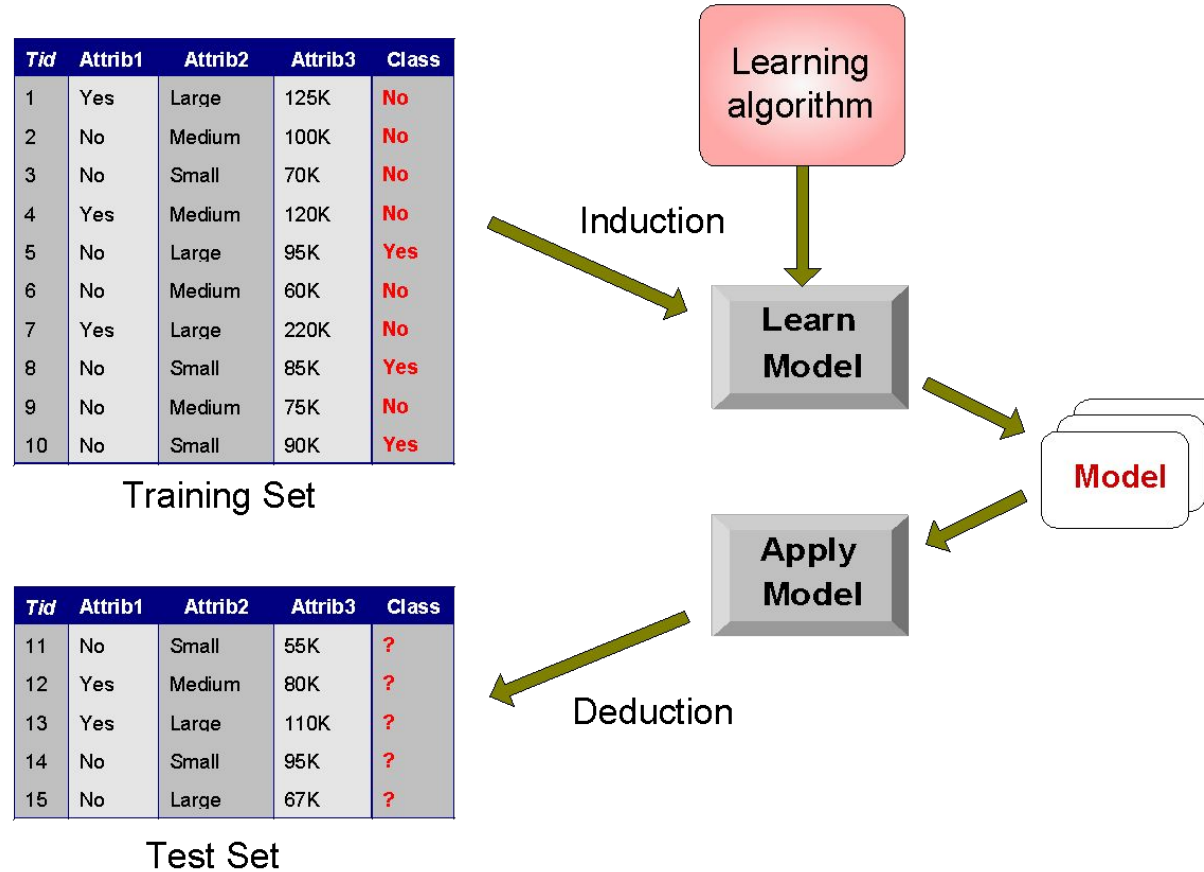 Tid Attrib1 Attrib2 Attrib3 Class
1 Yes Large 125K No
2 No Medium 100K No
3 No Small 70K No
4 Yes Medium 120K No
5 No Large 95K Yes
6 No Medium 60K No
7 Yes Large 220K No
8 No Small 85K Yes
9 No Medium 75K No
10 No Small 90K Yes
Training Set
Learning
algorithm
Induction
Learn
Model
Model
Apply
Model
Deduction
Tid Attrib1 Attrib2 Attrib3 Class
11 No Small 55K ?
12 Yes Medium 80K ?
13 Yes Large 110K ?
14 No Small 95K ?
15 No Large 67K ?
Test Set